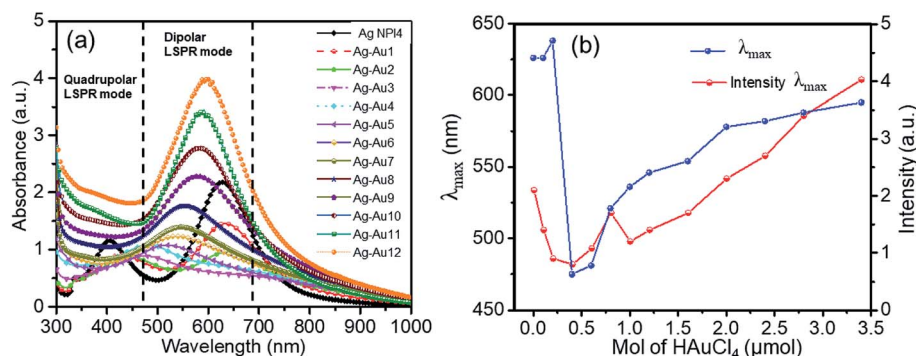 (a)
Quadrupolar
LSPR mode
Dipolar
LSPR mode
Ag NPI4
Ag-Au1
Ag-Au2
Ag-Au3
Ag-Au4
Ag-Au5
Ag-Au6
Ag-Au7
Ag-Au8
Ag-Au9
Ag-Au10
Ag-Au11
Ag-Au12
Absorbance (a.u.)
5
4
3
2
1
0
300 400 500 600 700 800 900 1000
Wavelength (nm)
(b)
λmax
Intensity λmax
λmax (nm)
650
600
550
500
450
0.0 0.5 1.0 1.5 2.0 2.5 3.0 3.5
Mol of HAuCl4 (μmol)
5
4
3
2
1
0
Intensity (a.u.)